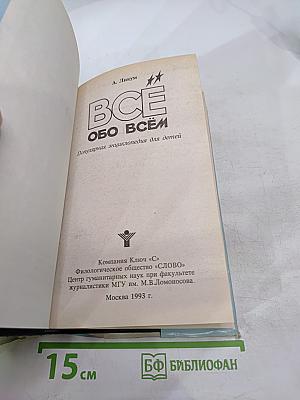 А. Ликум
ВСЁ
ОБО ВСЁМ
Популярная энциклопедия для детей
Компания Ключ «С»
Филологическое общество «СЛОВО»
Центр гуманитарных наук при факультете
журналистики МГУ им. М.В.Ломоносова
Москва 1993 г.
15 см
БФ БИБЛИОФАН